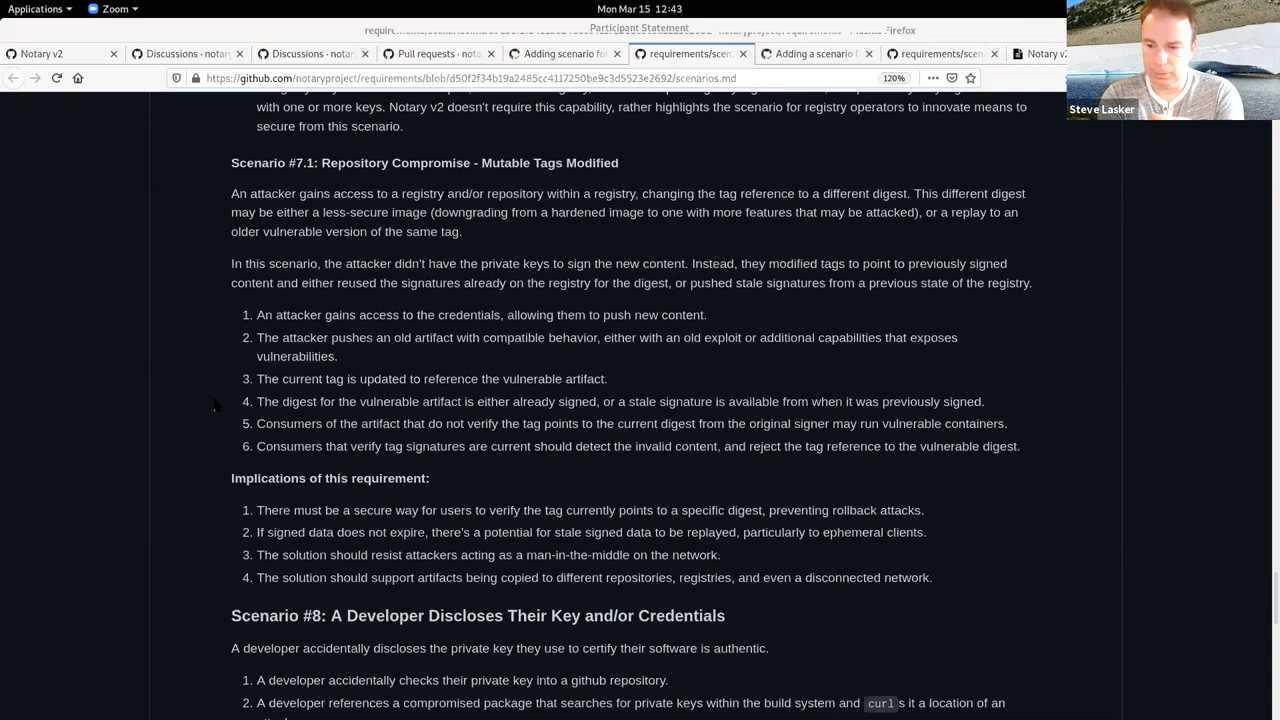 Applications
Zoom
Mon Mar 15 12:43
Participant Statement
Firefox
Notary v2
Discussions · notar
Discussions · notar
Pull requests · nota
Adding scenario fo
requirements/scen
Adding a scenario f
requirements/scen
Notary v2
https://github.com/notaryproject/requirements/blob/d5bf2f34b19a2485cc4117250be9c3d5523e2692/scenarios.md
120%
Steve Lasker
with one or more keys. Notary v2 doesn't require this capability, rather highlights the scenario for registry operators to innovate means to
secure from this scenario.
Scenario #7.1: Repository Compromise - Mutable Tags Modified
An attacker gains access to a registry and/or repository within a registry, changing the tag reference to a different digest. This different digest
may be either a less-secure image (downgrading from a hardened image to one with more features that may be attacked), or a replay to an
older vulnerable version of the same tag.
In this scenario, the attacker didn't have the private keys to sign the new content. Instead, they modified tags to point to previously signed
content and either reused the signatures already on the registry for the digest, or pushed stale signatures from a previous state of the registry.
1. An attacker gains access to the credentials, allowing them to push new content.
2. The attacker pushes an old artifact with compatible behavior, either with an old exploit or additional capabilities that exposes
vulnerabilities.
3. The current tag is updated to reference the vulnerable artifact.
4. The digest for the vulnerable artifact is either already signed, or a stale signature is available from when it was previously signed.
5. Consumers of the artifact that do not verify the tag points to the current digest from the original signer may run vulnerable containers.
6. Consumers that verify tag signatures are current should detect the invalid content, and reject the tag reference to the vulnerable digest.
Implications of this requirement:
1. There must be a secure way for users to verify the tag currently points to a specific digest, preventing rollback attacks.
2. If signed data does not expire, there's a potential for stale signed data to be replayed, particularly to ephemeral clients.
3. The solution should resist attackers acting as a man-in-the-middle on the network.
4. The solution should support artifacts being copied to different repositories, registries, and even a disconnected network.
Scenario #8: A Developer Discloses Their Key and/or Credentials
A developer accidentally discloses the private key they use to certify their software is authentic.
1. A developer accidentally checks their private key into a github repository.
2. A developer references a compromised package that searches for private keys within the build system and curl s it a location of an